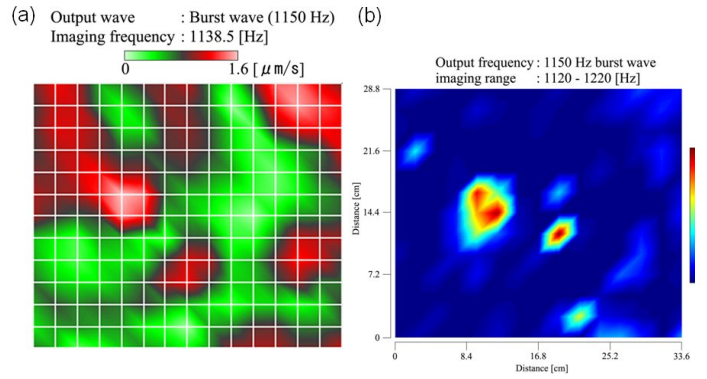 (a)
Output wave : Burst wave (1150 Hz)
Imaging frequency : 1138.5 [Hz]
0 1.6 [μm/s]
(b)
Output frequency : 1150 Hz burst wave
imaging range : 1120 - 1220 [Hz]
28.8
21.6
14.4
7.2
0
Distance [cm]
0 8.4 16.8 25.2 33.6
Distance [cm]